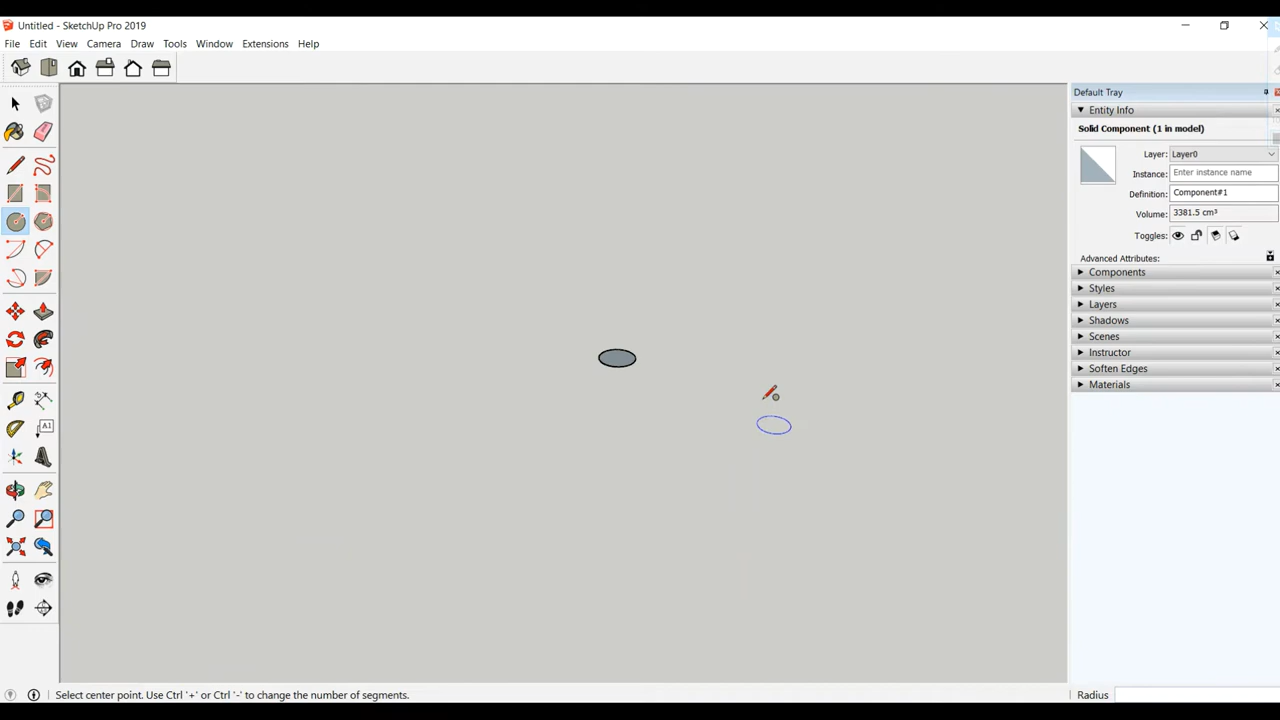 Untitled - SketchUp Pro 2019
File Edit View Camera Draw Tools Window Extensions Help
Default Tray
Entity Info
Solid Component (1 in model)
Layer: Layer0
Instance: Enter instance name
Definition: Component#1
Volume: 3381.5 cm³
Toggles:
Advanced Attributes:
Components
Styles
Layers
Shadows
Scenes
Instructor
Soften Edges
Materials
A1
Select center point. Use Ctrl '+' or Ctrl '-' to change the number of segments.
Radius